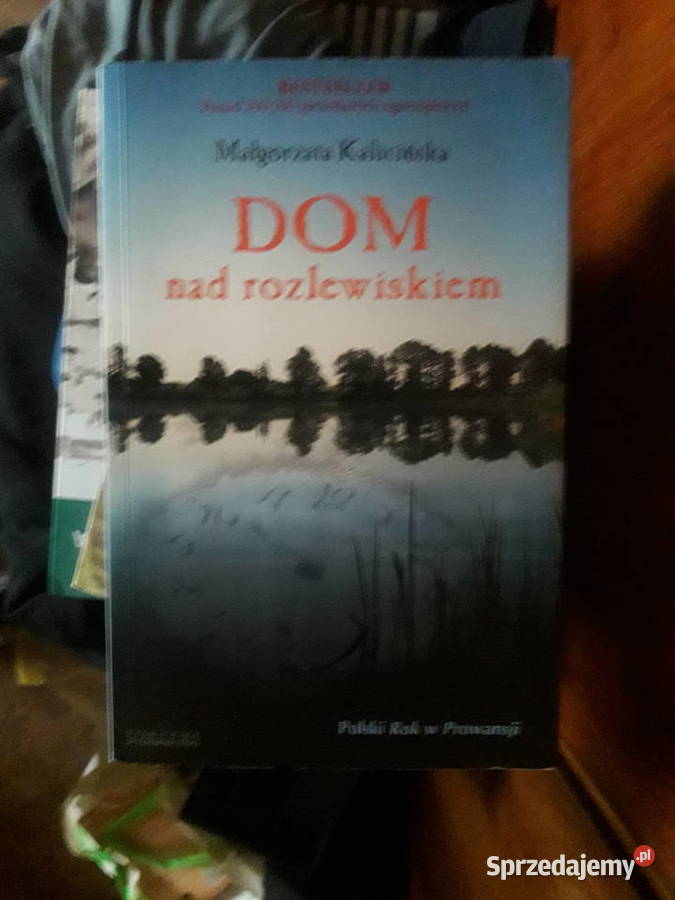 BESTSELLER
Małgorzata Kalicińska
DOM
nad rozlewiskiem
Polski Rok w Prowansji
Sprzedajemy.pl